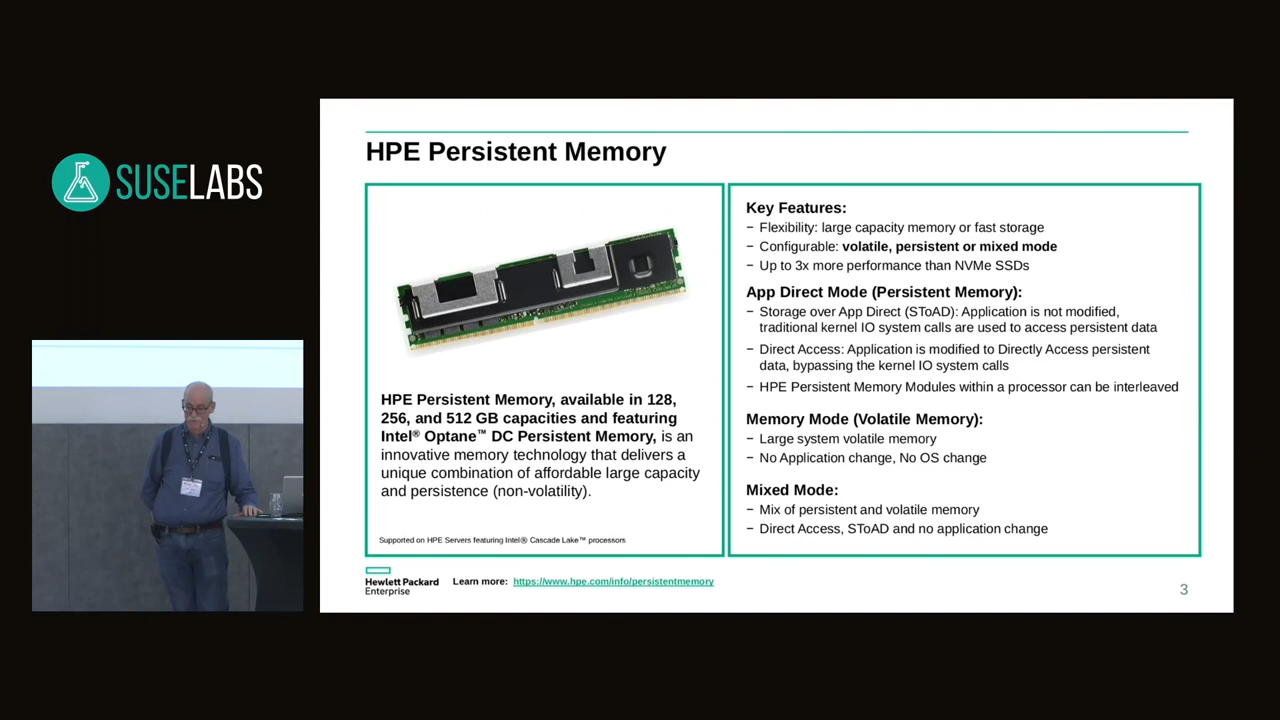 SUSELABS
HPE Persistent Memory
HPE Persistent Memory, available in 128,
256, and 512 GB capacities and featuring
Intel® Optane™ DC Persistent Memory, is an
innovative memory technology that delivers a
unique combination of affordable large capacity
and persistence (non-volatility).
Supported on HPE Servers featuring Intel® Cascade Lake™ processors
Key Features:
− Flexibility: large capacity memory or fast storage
− Configurable: volatile, persistent or mixed mode
− Up to 3x more performance than NVMe SSDs
App Direct Mode (Persistent Memory):
− Storage over App Direct (SToAD): Application is not modified,
traditional kernel IO system calls are used to access persistent data
− Direct Access: Application is modified to Directly Access persistent
data, bypassing the kernel IO system calls
− HPE Persistent Memory Modules within a processor can be interleaved
Memory Mode (Volatile Memory):
− Large system volatile memory
− No Application change, No OS change
Mixed Mode:
− Mix of persistent and volatile memory
− Direct Access, SToAD and no application change
Hewlett Packard
Enterprise
Learn more: https://www.hpe.com/info/persistentmemory
3